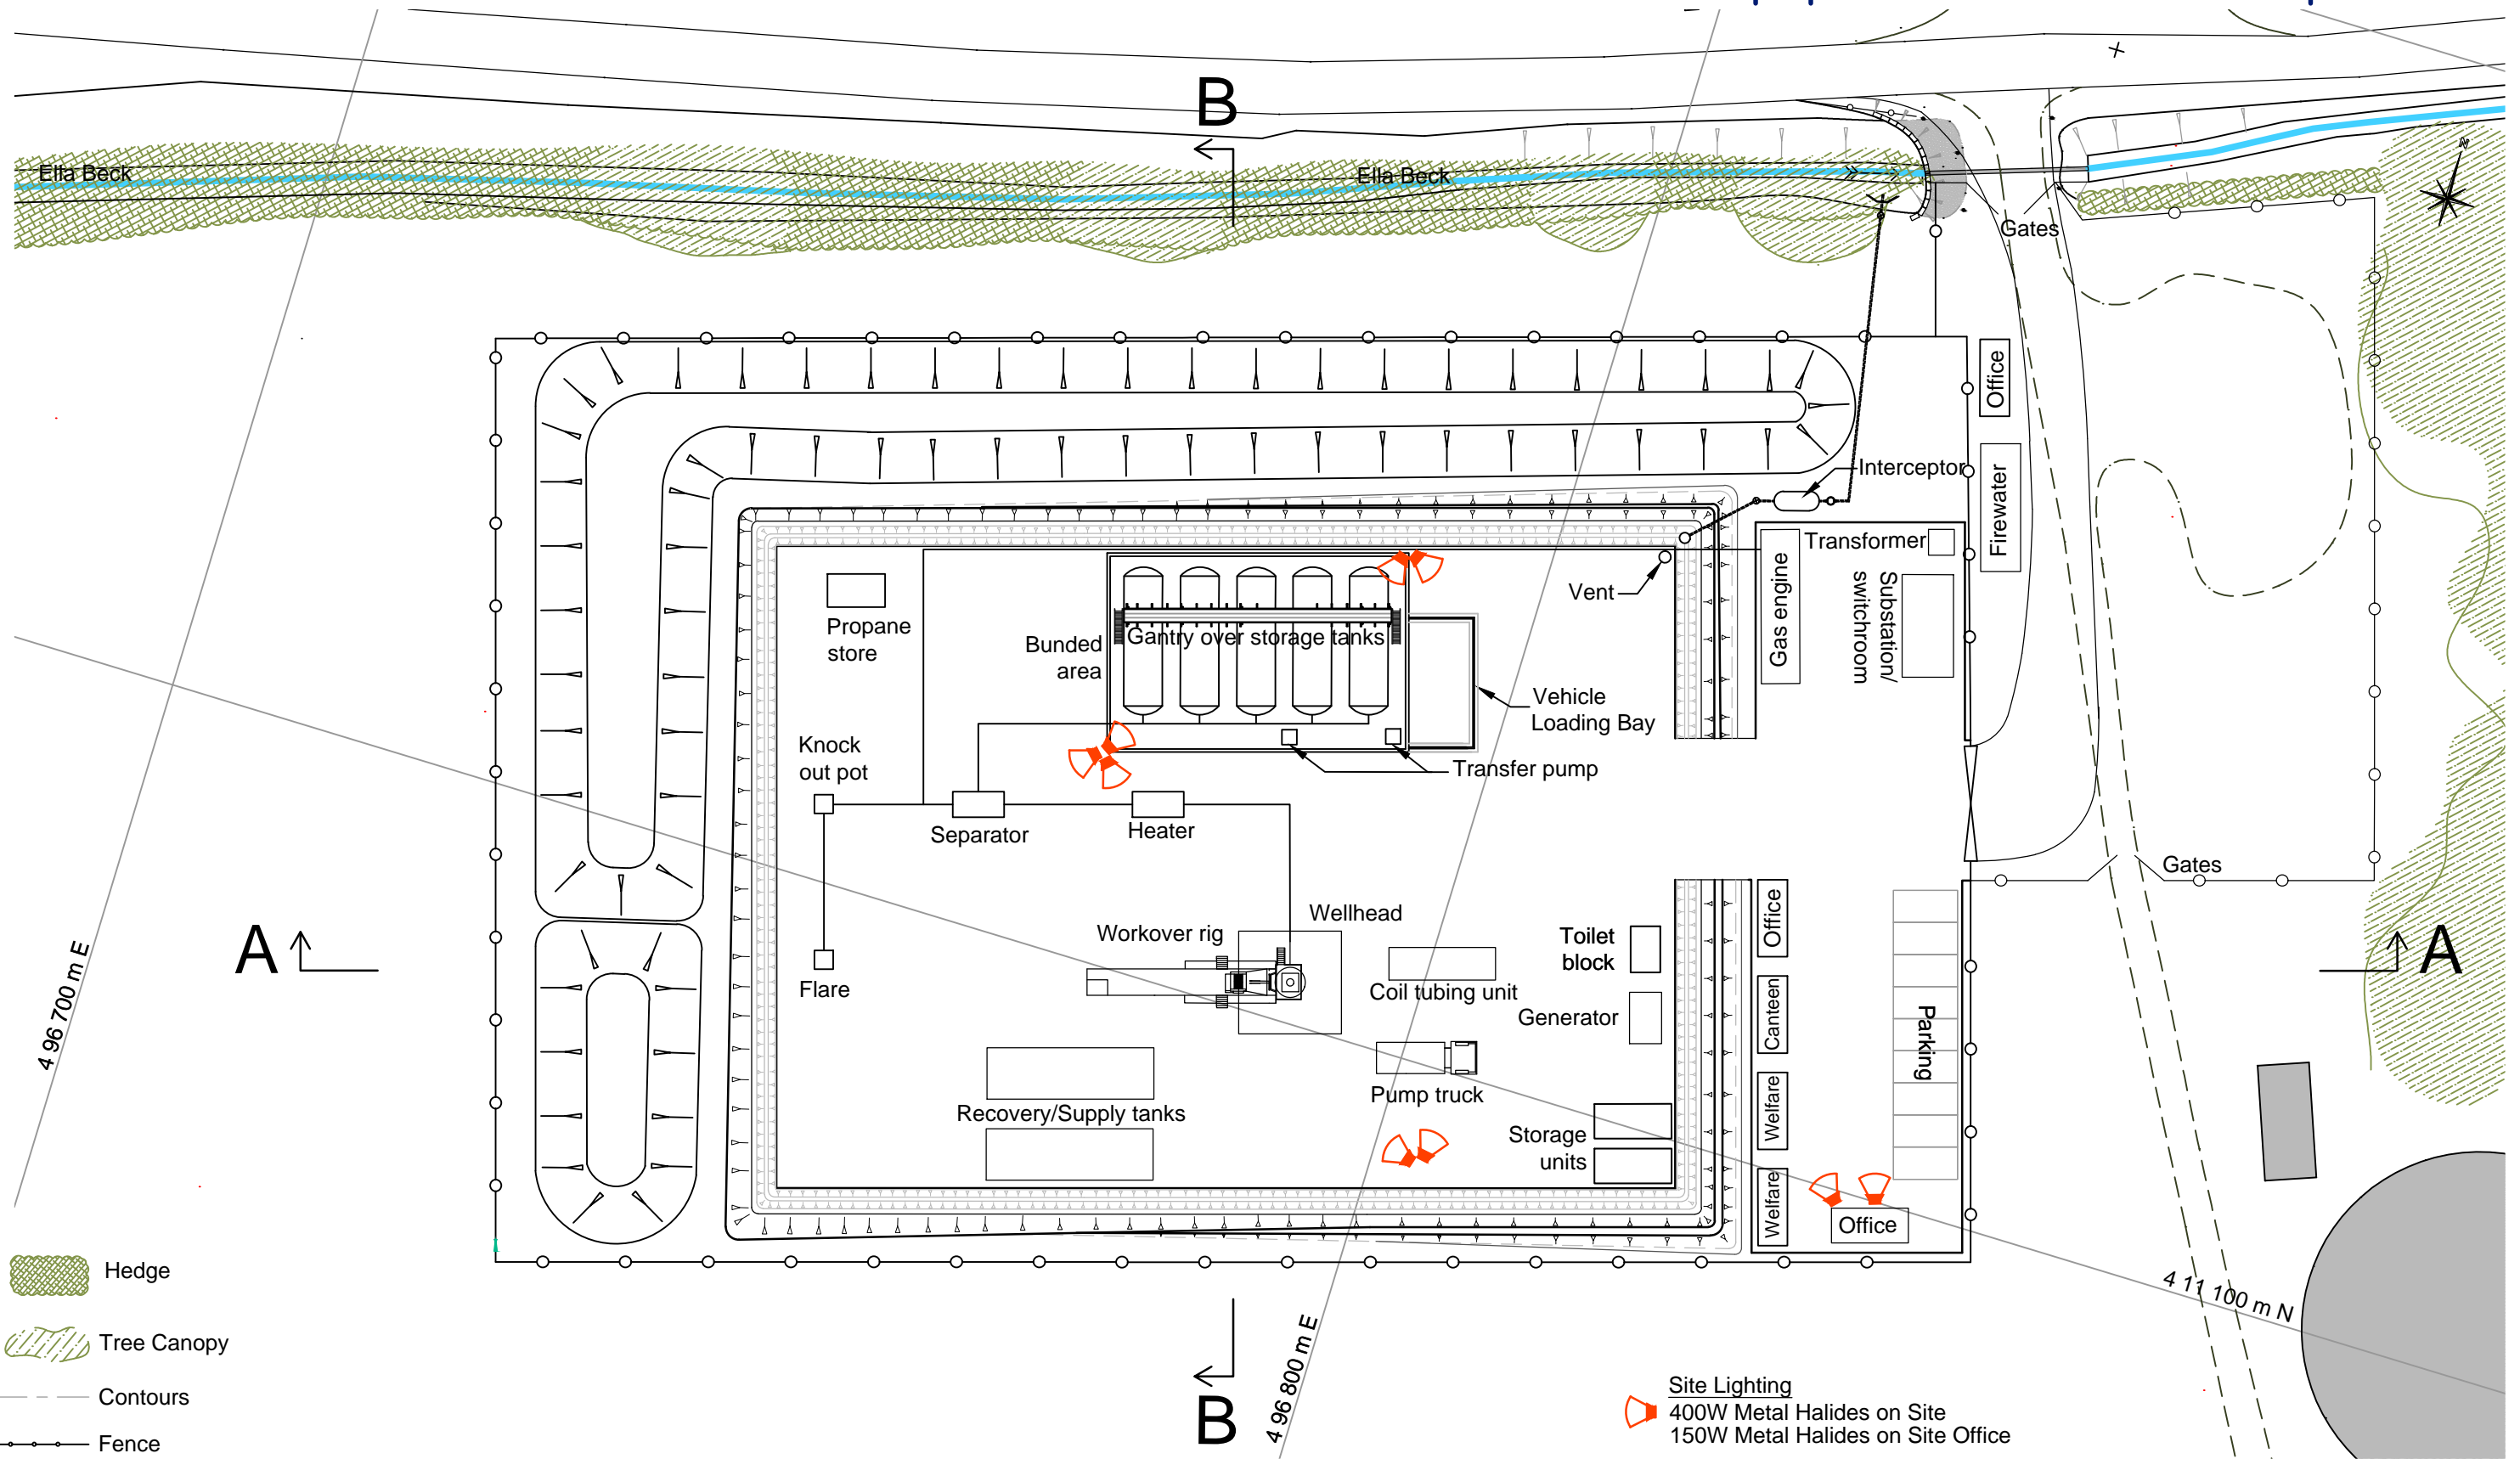 B
Ella Beck
Ella Beck
N
Gates
Office
Interceptor
Firewater
Transformer
Gas engine
Substation/
switchroom
Vent
Propane
store
Bunded
area
Gantry over storage tanks
Vehicle
Loading Bay
Knock
out pot
Transfer pump
Separator
Heater
Gates
Wellhead
Workover rig
Toilet
block
Office
A
A
4 96 700 m E
Flare
Coil tubing unit
Generator
Canteen
Parking
Pump truck
Recovery/Supply tanks
Welfare
Storage
units
Welfare
Office
Hedge
4 11 100 m N
Tree Canopy
4 96 800 m E
Contours
B
Site Lighting
400W Metal Halides on Site
150W Metal Halides on Site Office
Fence